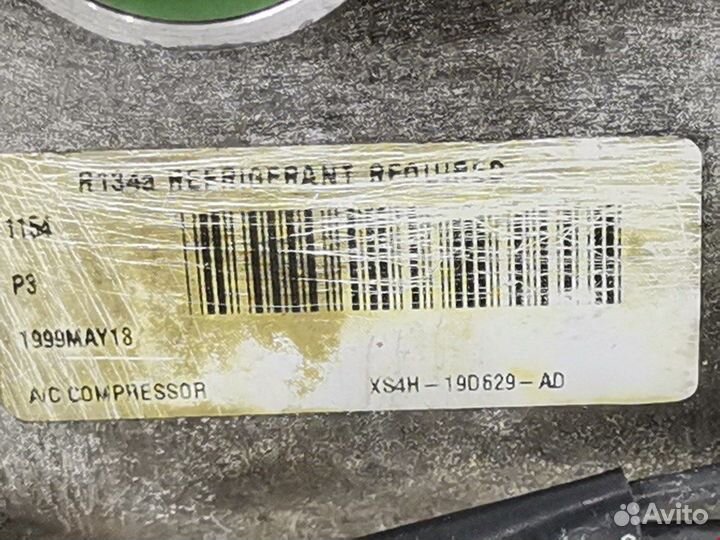 R134a REFRIGERANT REQUIRED
1154
P3
1999MAY18
A/C COMPRESSOR XS4H-19D629-AD
Avito